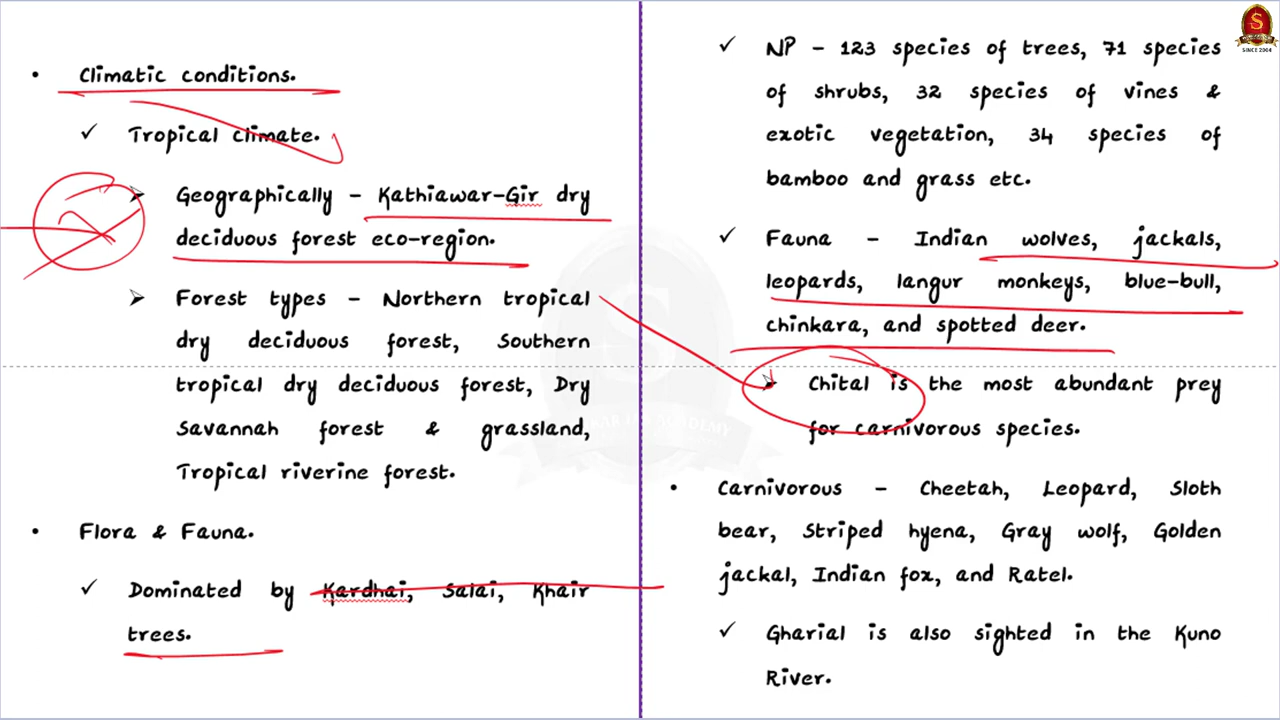 Climatic conditions.
Tropical climate.
Geographically – Kathiawar-Gir dry
deciduous forest eco-region.
Forest types – Northern tropical
dry deciduous forest, Southern
tropical dry deciduous forest, Dry
Savannah forest & grassland,
Tropical riverine forest.
Flora & Fauna.
Dominated by Kardhai, Salai, Khair
trees.
NP – 123 species of trees, 71 species
of shrubs, 32 species of vines &
exotic vegetation, 34 species of
bamboo and grass etc.
Fauna – Indian wolves, jackals,
leopards, langur monkeys, blue-bull,
chinkara, and spotted deer.
Chital is the most abundant prey
for carnivorous species.
Carnivorous – Cheetah, Leopard, Sloth
bear, Striped hyena, Gray wolf, Golden
jackal, Indian fox, and Ratel.
Gharial is also sighted in the Kuno
River.
S
SINCE 2004